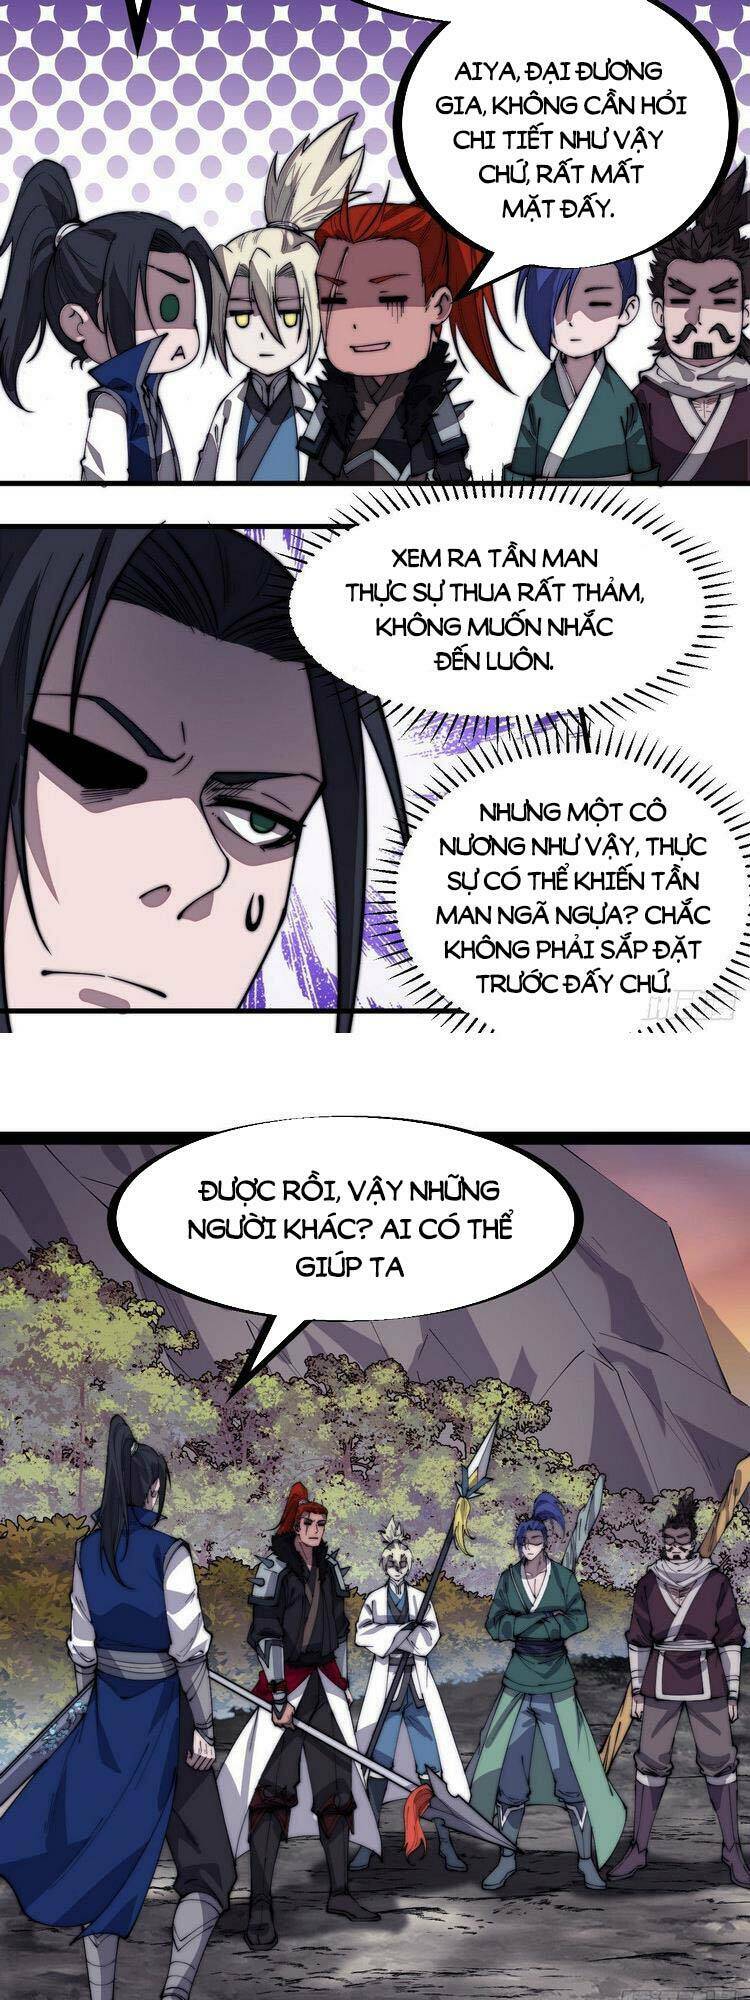 AIYA, ĐẠI ĐƯƠNG
GIA, KHÔNG CẦN HỎI
CHI TIẾT NHƯ VẬY
CHỨ, RẤT MẤT
MẶT ĐẤY.
XEM RA TẦN MAN
THỰC SỰ THUA RẤT THẢM,
KHÔNG MUỐN NHẮC
ĐẾN LUÔN.
NHƯNG MỘT CÔ
NƯƠNG NHƯ VẬY, THỰC
SỰ CÓ THỂ KHIẾN TẦN
MAN NGÃ NGỰA? CHẮC
KHÔNG PHẢI SẮP ĐẶT
TRƯỚC ĐẤY CHỨ.
ĐƯỢC RỒI, VẬY NHỮNG
NGƯỜI KHÁC? AI CÓ THỂ
GIÚP TA